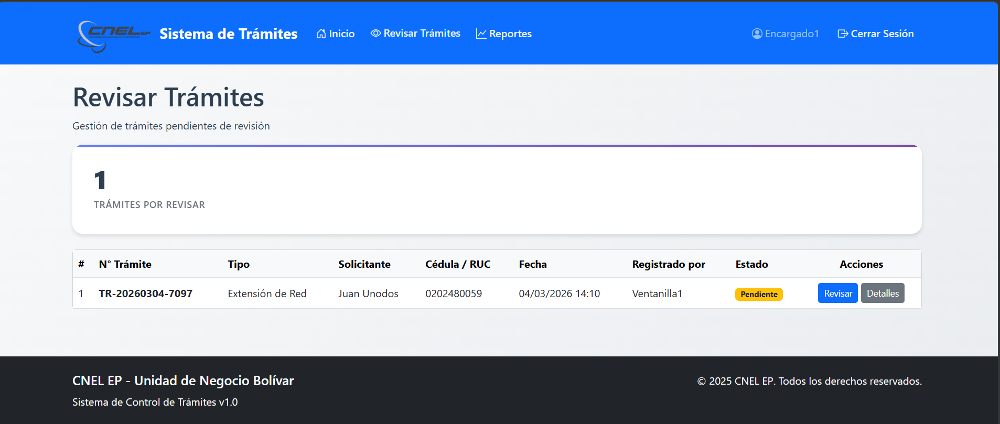 CNEL EP
Sistema de Trámites
Inicio
Revisar Trámites
Reportes
Encargado1
Cerrar Sesión
Revisar Trámites
Gestión de trámites pendientes de revisión
1
TRÁMITES POR REVISAR
# N° Trámite Tipo Solicitante Cédula / RUC Fecha Registrado por Estado Acciones
1 TR-20260304-7097 Extensión de Red Juan Unodos 0202480059 04/03/2026 14:10 Ventanilla1 Pendiente Revisar Detalles
CNEL EP - Unidad de Negocio Bolívar
© 2025 CNEL EP. Todos los derechos reservados.
Sistema de Control de Trámites v1.0